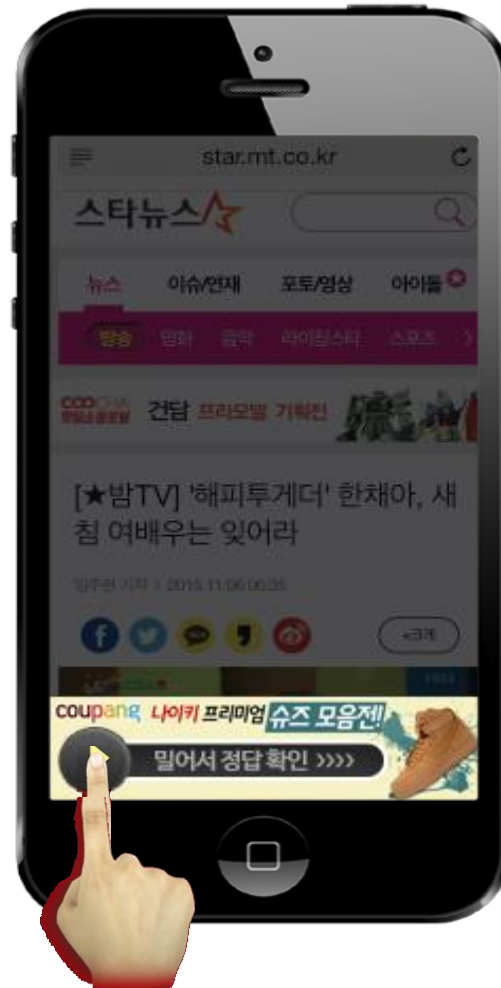 star.mt.co.kr
스타뉴스
뉴스 이슈/연재 포토/영상 아이돌
방송 영화 음악 라이징스타 스포츠 >
건담 프라모델 기획전
[★밤TV] '해피투게더' 한채아, 새
침 여배우는 잊어라
2015.11.06 06:35
+크게
coupang 나이키 프리미엄 슈즈 모음전!
밀어서 정답 확인 >>>>